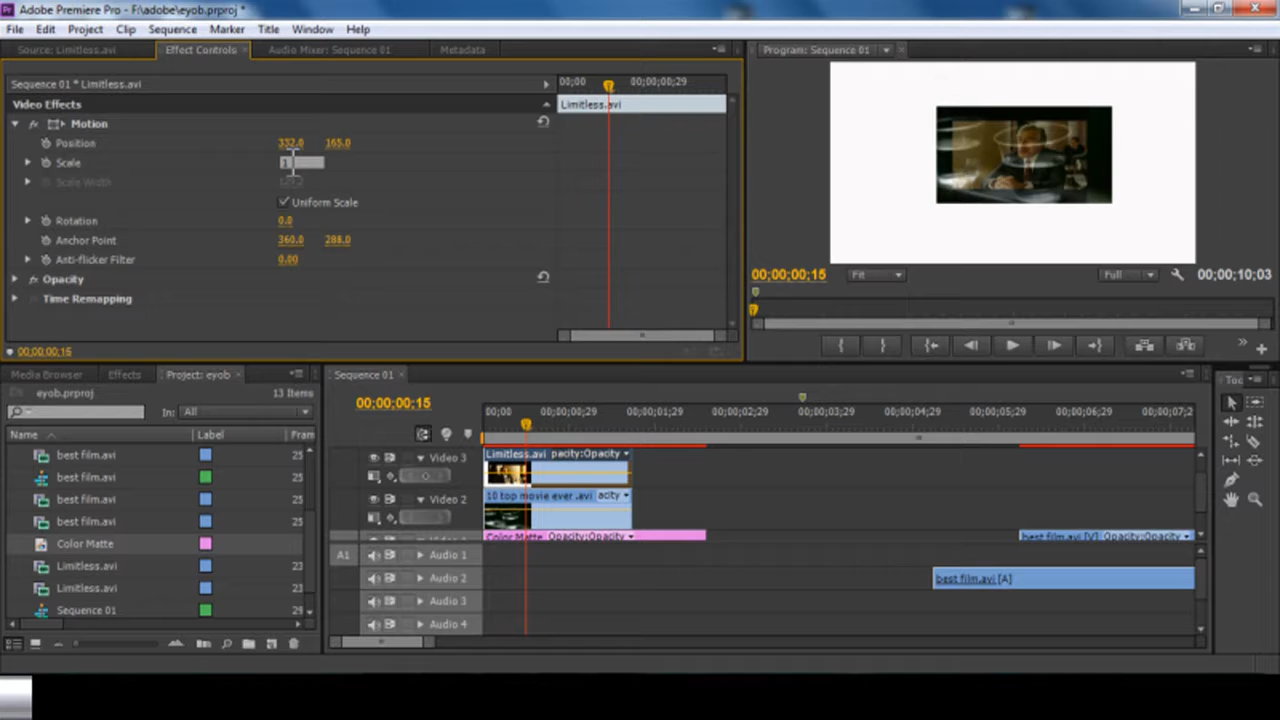 Adobe Premiere Pro - F:\adobe\eyob.prproj *
File Edit Project Clip Sequence Marker Title Window Help
Source: Limitless.avi Effect Controls Audio Mixer: Sequence 01 Metadata
Program: Sequence 01
Sequence 01 * Limitless.avi
00;00 00;00;00;29
Video Effects
Limitless.avi
Motion
Position 332.0 165.0
Scale 1
Scale Width
Uniform Scale
Rotation 0.0
Anchor Point 360.0 288.0
Anti-flicker Filter 0.00
Opacity
Time Remapping
00;00;00;15
00;00;00;15 Fit Full 00;00;10;03
Media Browser Effects Project: eyob
eyob.prproj 13 Items
In: All
Name Label Fram
best film.avi 25
best film.avi 25
best film.avi 25
best film.avi 25
Color Matte
Limitless.avi 23
Limitless.avi 23
Sequence 01 29
Sequence 01
00;00;00;15
00;00 00;00;00;29 00;00;01;29 00;00;02;29 00;00;03;29 00;00;04;29 00;00;05;29 00;00;06;29 00;00;07;2
Video 3
Limitless.avi pacity:Opacity
Video 2
10 top movie ever .avi acity
Color Matte Opacity:Opacity
best film.avi [V] Opacity:Opacity
A1 Audio 1
Audio 2
best film.avi [A]
Audio 3
Audio 4
Too